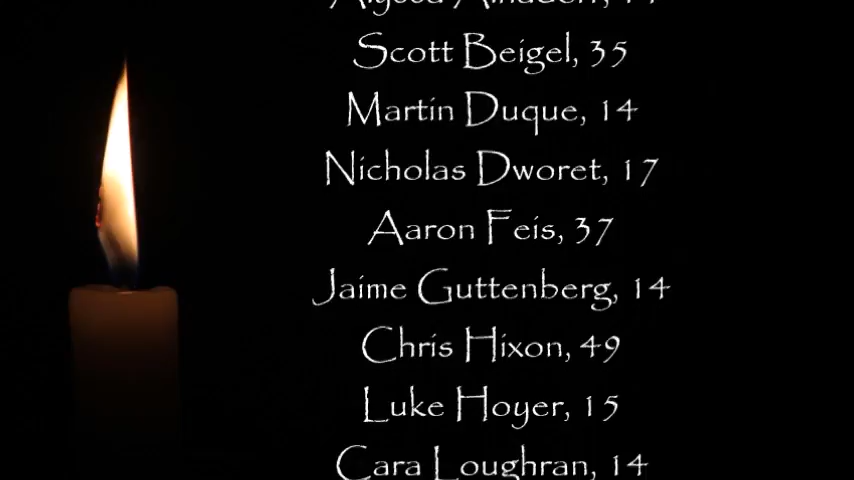 Scott Beigel, 35
Martin Duque, 14
Nicholas Dworet, 17
Aaron Feis, 37
Jaime Guttenberg, 14
Chris Hixon, 49
Luke Hoyer, 15
Cara Loughran, 14